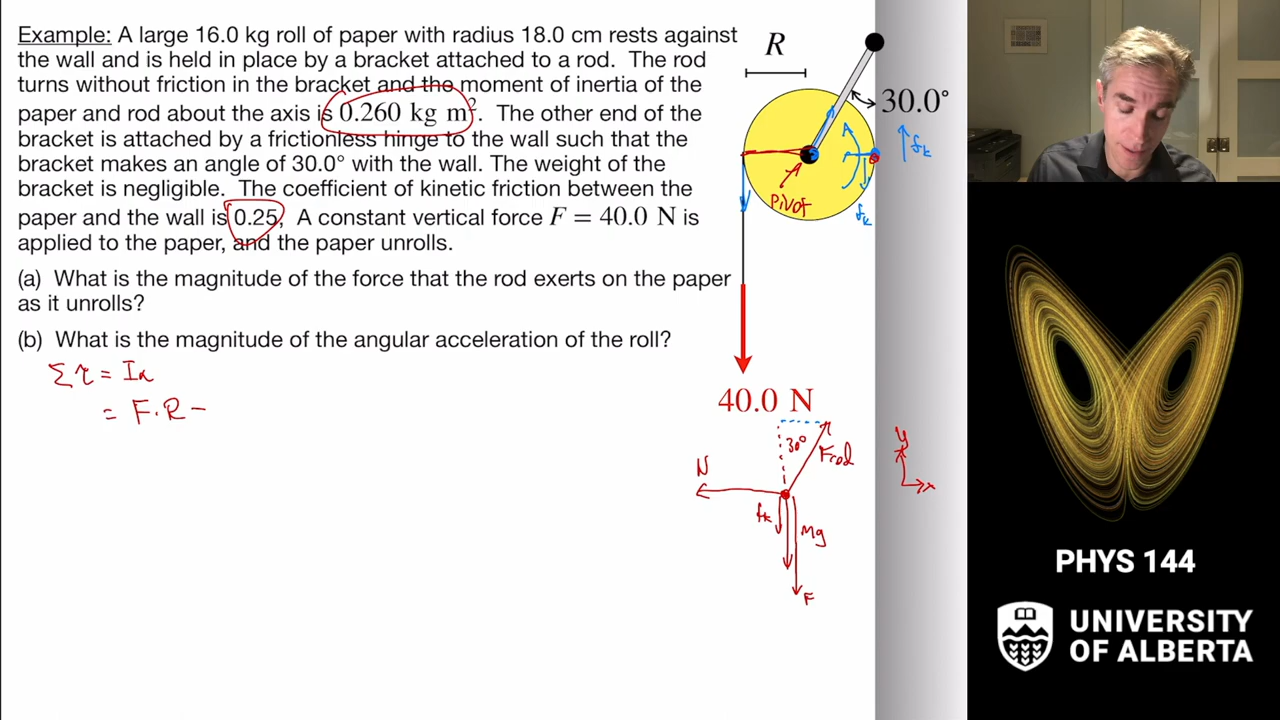 Example: A large 16.0 kg roll of paper with radius 18.0 cm rests against
the wall and is held in place by a bracket attached to a rod. The rod
turns without friction in the bracket and the moment of inertia of the
paper and rod about the axis is 0.260 kg m². The other end of the
bracket is attached by a frictionless hinge to the wall such that the
bracket makes an angle of 30.0° with the wall. The weight of the
bracket is negligible. The coefficient of kinetic friction between the
paper and the wall is 0.25, A constant vertical force F = 40.0 N is
applied to the paper, and the paper unrolls.
(a) What is the magnitude of the force that the rod exerts on the paper
as it unrolls?
(b) What is the magnitude of the angular acceleration of the roll?
Στ = Iα
= F·R −
R
30.0°
fk
Pivot
fk
40.0 N
30°
Frod
N
fk
Mg
F
y
x
PHYS 144
UNIVERSITY
OF ALBERTA